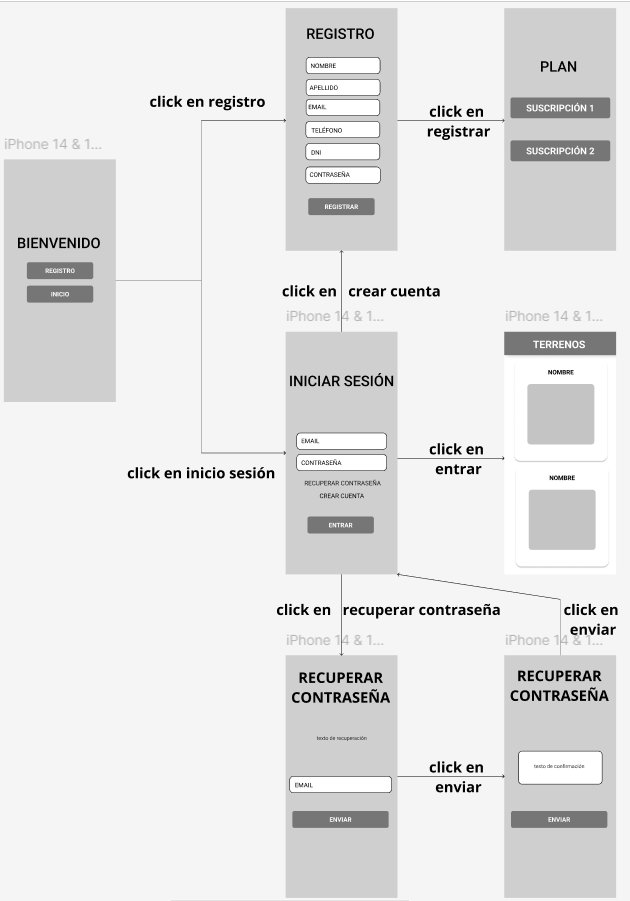 iPhone 14 & 1...
BIENVENIDO
REGISTRO
INICIO
click en registro
click en inicio sesión
REGISTRO
NOMBRE
APELLIDO
EMAIL
TELÉFONO
DNI
CONTRASEÑA
REGISTRAR
click en
registrar
PLAN
SUSCRIPCIÓN 1
SUSCRIPCIÓN 2
click en crear cuenta
iPhone 14 & 1...
INICIAR SESIÓN
EMAIL
CONTRASEÑA
RECUPERAR CONTRASEÑA
CREAR CUENTA
ENTRAR
click en
entrar
iPhone 14 & 1...
TERRENOS
NOMBRE
NOMBRE
click en recuperar contraseña
iPhone 14 & 1...
RECUPERAR
CONTRASEÑA
texto de recuperación
EMAIL
ENVIAR
click en
enviar
click en
enviar
iPhone 14 & 1...
RECUPERAR
CONTRASEÑA
texto de confirmación
ENVIAR